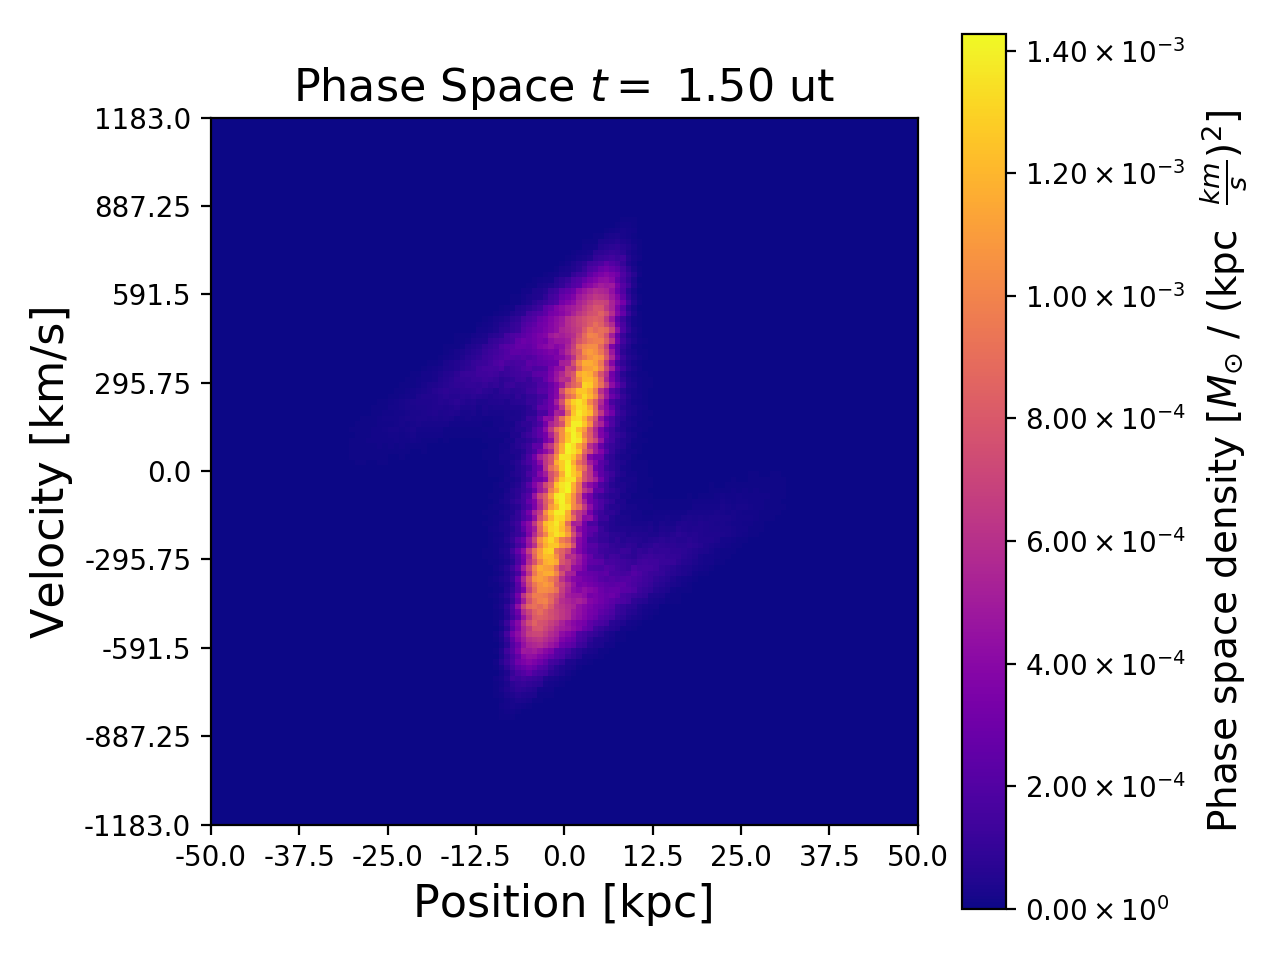 Phase Space t = 1.50 ut
Velocity [km/s]
1183.0
887.25
591.5
295.75
0.0
-295.75
-591.5
-887.25
-1183.0
-50.0 -37.5 -25.0 -12.5 0.0 12.5 25.0 37.5 50.0
Position [kpc]
1.40 × 10⁻³
1.20 × 10⁻³
1.00 × 10⁻³
8.00 × 10⁻⁴
6.00 × 10⁻⁴
4.00 × 10⁻⁴
2.00 × 10⁻⁴
0.00 × 10⁰
Phase space density [M⊙ / (kpc km/s)²]